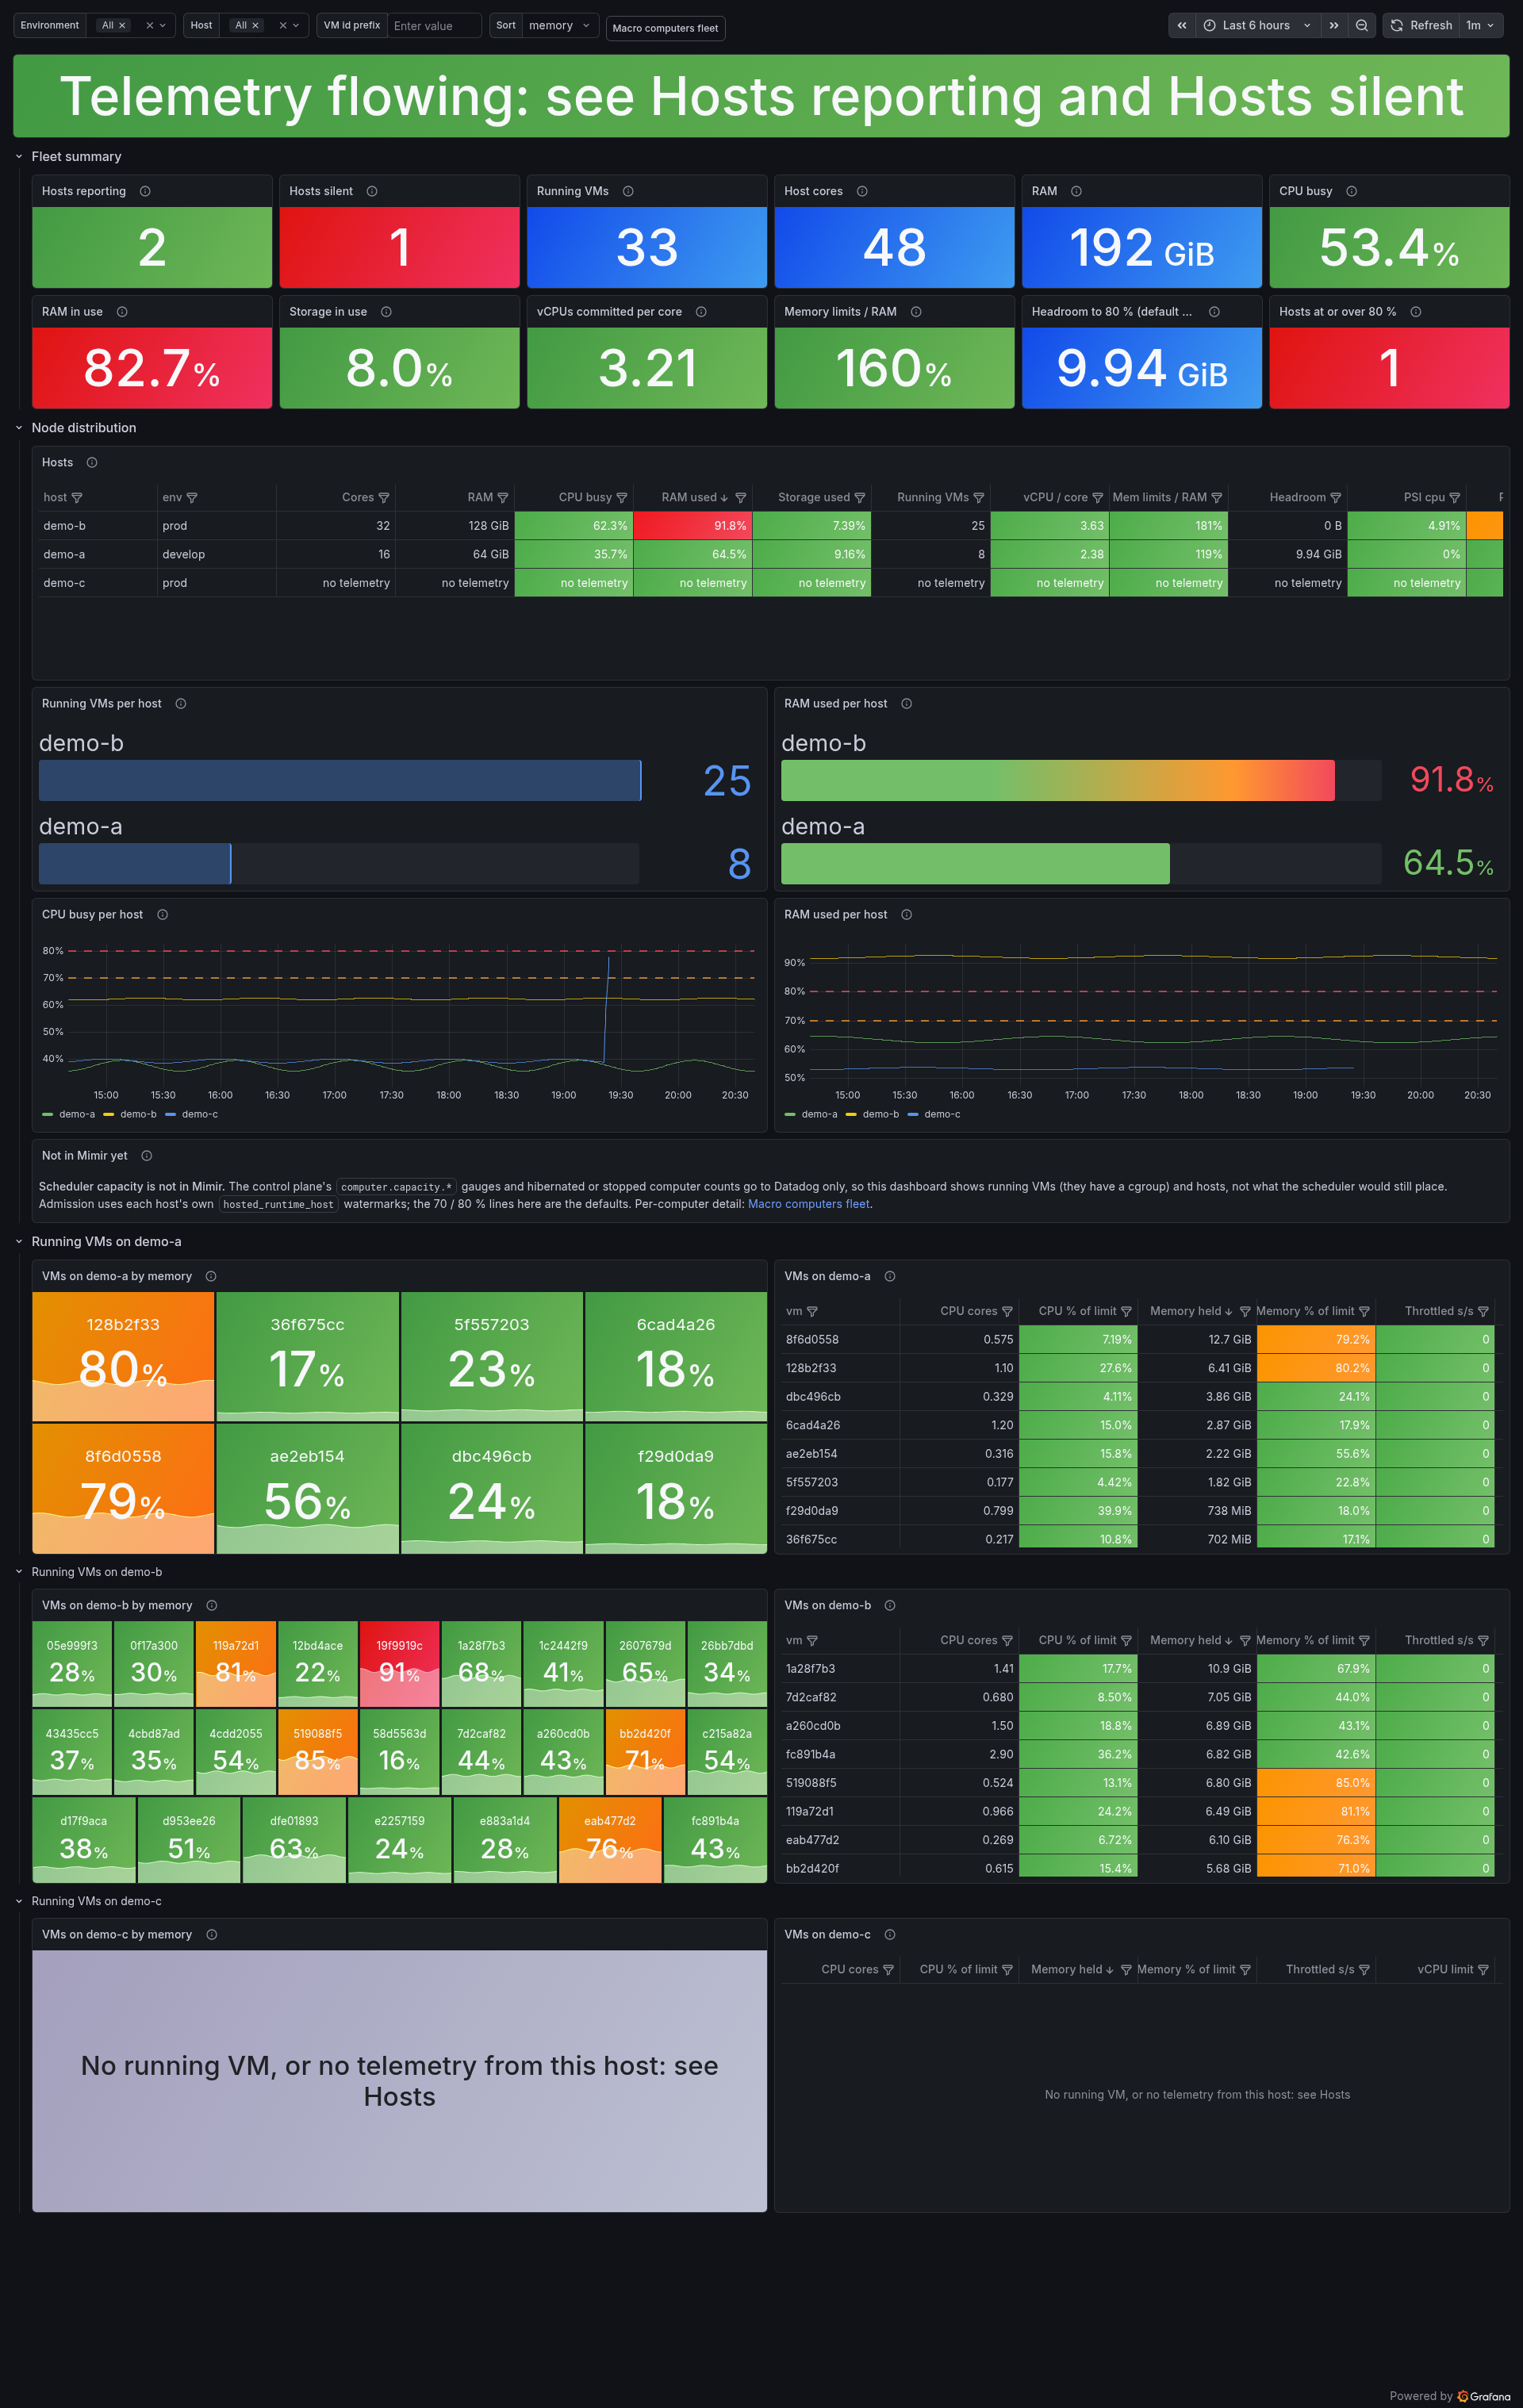 Environment All Host All VM id prefix Enter value Sort memory Macro computers fleet Last 6 hours Refresh 1m
Telemetry flowing: see Hosts reporting and Hosts silent
Fleet summary
Hosts reporting Hosts silent Running VMs Host cores RAM CPU busy
2 1 33 48 192 GiB 53.4%
RAM in use Storage in use vCPUs committed per core Memory limits / RAM Headroom to 80 % (default ... Hosts at or over 80 %
82.7% 8.0% 3.21 160% 9.94 GiB 1
Node distribution
Hosts
host env Cores RAM CPU busy RAM used Storage used Running VMs vCPU / core Mem limits / RAM Headroom PSI cpu
demo-b prod 32 128 GiB 62.3% 91.8% 7.39% 25 3.63 181% 0 B 4.91%
demo-a develop 16 64 GiB 35.7% 64.5% 9.16% 8 2.38 119% 9.94 GiB 0%
demo-c prod no telemetry no telemetry no telemetry no telemetry no telemetry no telemetry no telemetry no telemetry no telemetry no telemetry
Running VMs per host
demo-b
25
demo-a
8
RAM used per host
demo-b
91.8%
demo-a
64.5%
CPU busy per host
80%
70%
60%
50%
40%
15:00 15:30 16:00 16:30 17:00 17:30 18:00 18:30 19:00 19:30 20:00 20:30
demo-a demo-b demo-c
RAM used per host
90%
80%
70%
60%
50%
15:00 15:30 16:00 16:30 17:00 17:30 18:00 18:30 19:00 19:30 20:00 20:30
demo-a demo-b demo-c
Not in Mimir yet
Scheduler capacity is not in Mimir. The control plane's computer.capacity.* gauges and hibernated or stopped computer counts go to Datadog only, so this dashboard shows running VMs (they have a cgroup) and hosts, not what the scheduler would still place.
Admission uses each host's own hosted_runtime_host watermarks; the 70 / 80 % lines here are the defaults. Per-computer detail: Macro computers fleet.
Running VMs on demo-a
VMs on demo-a by memory
128b2f33 36f675cc 5f557203 6cad4a26
80% 17% 23% 18%
8f6d0558 ae2eb154 dbc496cb f29d0da9
79% 56% 24% 18%
VMs on demo-a
vm CPU cores CPU % of limit Memory held Memory % of limit Throttled s/s
8f6d0558 0.575 7.19% 12.7 GiB 79.2% 0
128b2f33 1.10 27.6% 6.41 GiB 80.2% 0
dbc496cb 0.329 4.11% 3.86 GiB 24.1% 0
6cad4a26 1.20 15.0% 2.87 GiB 17.9% 0
ae2eb154 0.316 15.8% 2.22 GiB 55.6% 0
5f557203 0.177 4.42% 1.82 GiB 22.8% 0
f29d0da9 0.799 39.9% 738 MiB 18.0% 0
36f675cc 0.217 10.8% 702 MiB 17.1% 0
Running VMs on demo-b
VMs on demo-b by memory
05e999f3 0f17a300 119a72d1 12bd4ace 19f9919c 1a28f7b3 1c2442f9 2607679d 26bb7dbd
28% 30% 81% 22% 91% 68% 41% 65% 34%
43435cc5 4cbd87ad 4cdd2055 519088f5 58d5563d 7d2caf82 a260cd0b bb2d420f c215a82a
37% 35% 54% 85% 16% 44% 43% 71% 54%
d17f9aca d953ee26 dfe01893 e2257159 e883a1d4 eab477d2 fc891b4a
38% 51% 63% 24% 28% 76% 43%
VMs on demo-b
vm CPU cores CPU % of limit Memory held Memory % of limit Throttled s/s
1a28f7b3 1.41 17.7% 10.9 GiB 67.9% 0
7d2caf82 0.680 8.50% 7.05 GiB 44.0% 0
a260cd0b 1.50 18.8% 6.89 GiB 43.1% 0
fc891b4a 2.90 36.2% 6.82 GiB 42.6% 0
519088f5 0.524 13.1% 6.80 GiB 85.0% 0
119a72d1 0.966 24.2% 6.49 GiB 81.1% 0
eab477d2 0.269 6.72% 6.10 GiB 76.3% 0
bb2d420f 0.615 15.4% 5.68 GiB 71.0% 0
Running VMs on demo-c
VMs on demo-c by memory
No running VM, or no telemetry from this host: see
Hosts
VMs on demo-c
CPU cores CPU % of limit Memory held Memory % of limit Throttled s/s vCPU limit
No running VM, or no telemetry from this host: see Hosts
Powered by Grafana